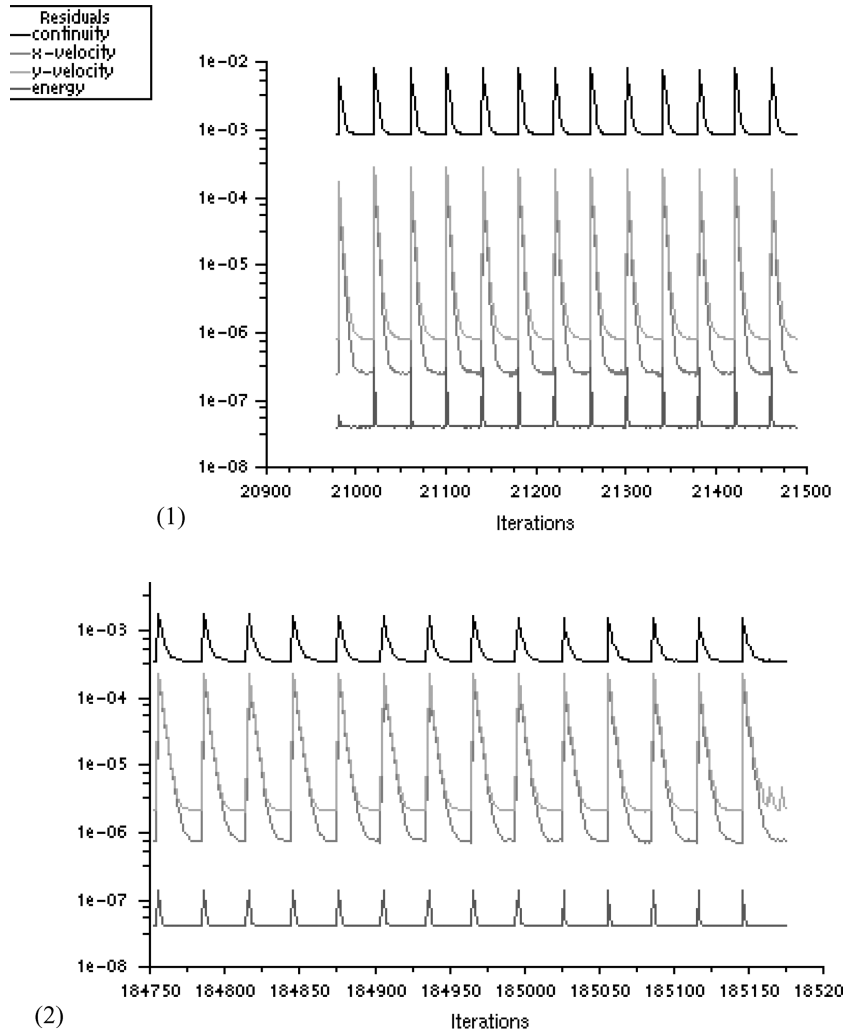 Residuals
continuity
x-velocity
y-velocity
energy
1e-02
1e-03
1e-04
1e-05
1e-06
1e-07
1e-08
20900 21000 21100 21200 21300 21400 21500
Iterations
(1)
1e-03
1e-04
1e-05
1e-06
1e-07
1e-08
184750 184800 184850 184900 184950 185000 185050 185100 185150 18520
Iterations
(2)